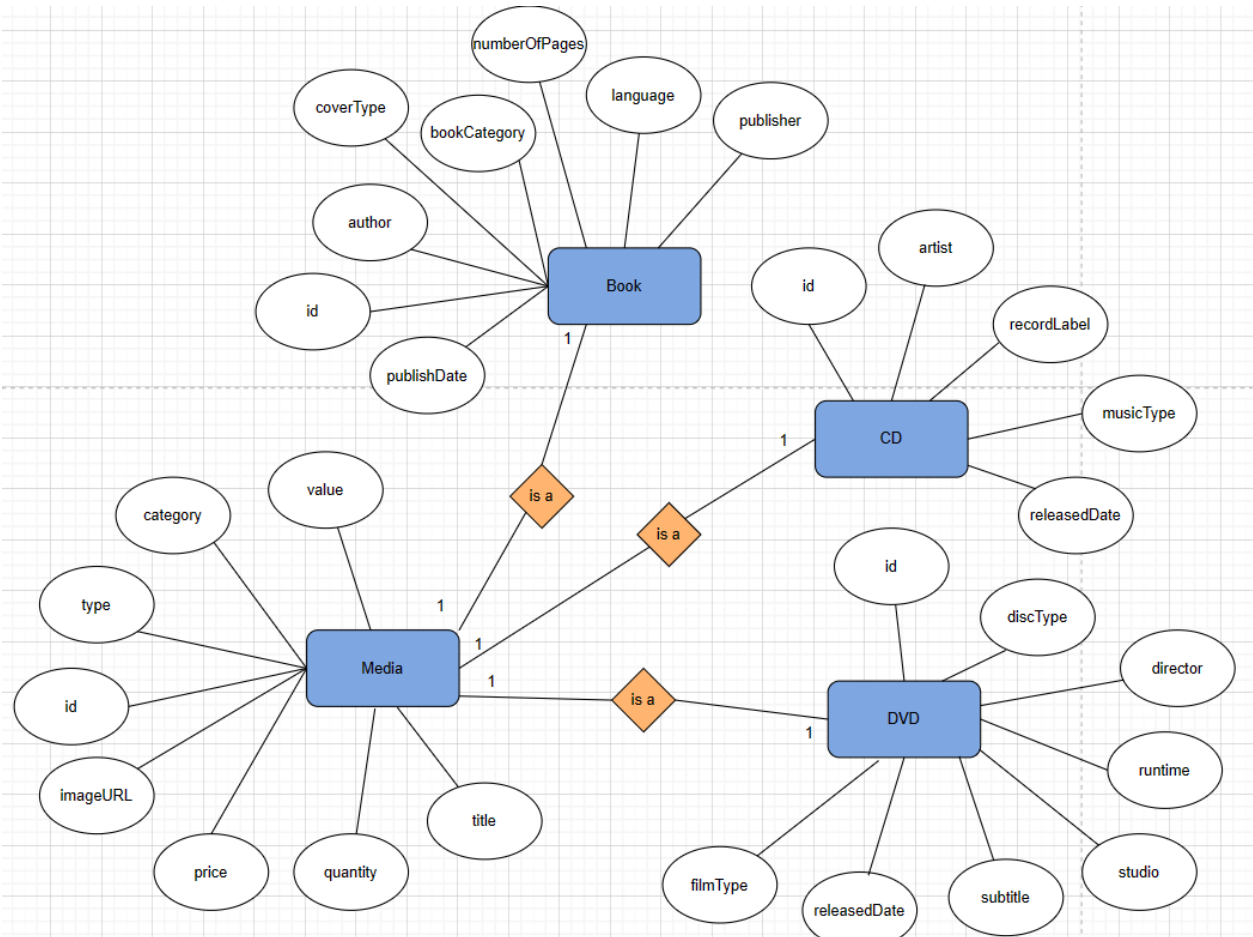 numberOfPages
language
coverType
publisher
bookCategory
author
artist
Book
id
id
recordLabel
1
publishDate
musicType
CD
1
value
is a
category
releasedDate
is a
id
type
1
discType
1
Media
director
1
is a
id
DVD
1
runtime
imageURL
title
price
quantity
studio
filmType
subtitle
releasedDate